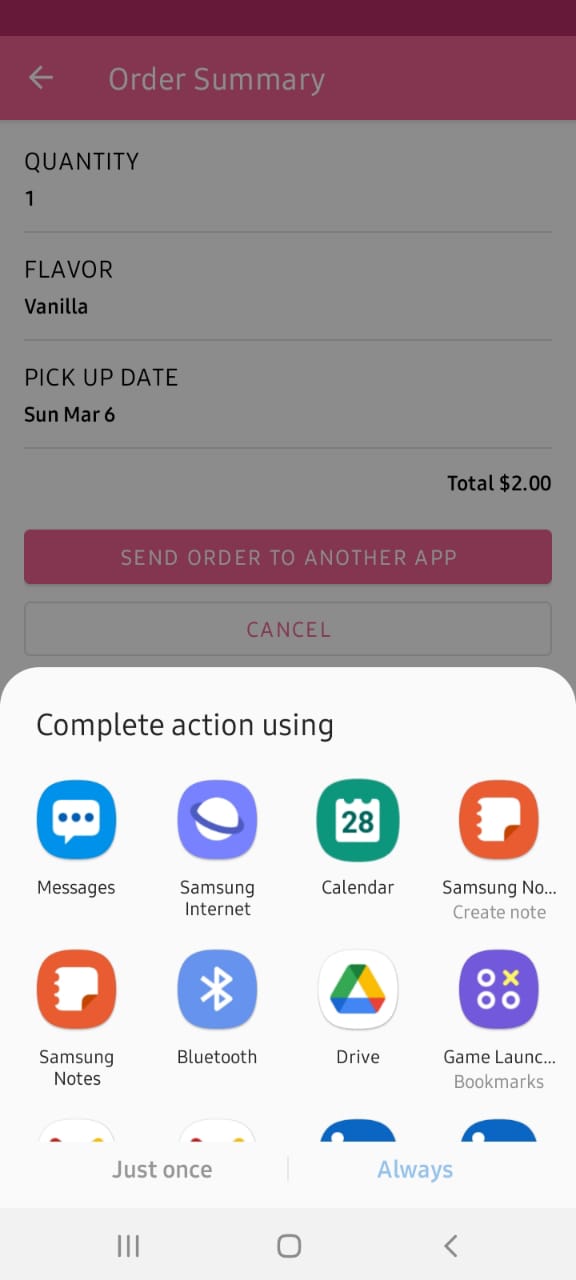 Order Summary
QUANTITY
1
FLAVOR
Vanilla
PICK UP DATE
Sun Mar 6
Total $2.00
SEND ORDER TO ANOTHER APP
CANCEL
Complete action using
28
Messages
Samsung
Internet
Calendar
Samsung No...
Create note
Samsung
Notes
Bluetooth
Drive
Game Launc...
Bookmarks
Just once
Always